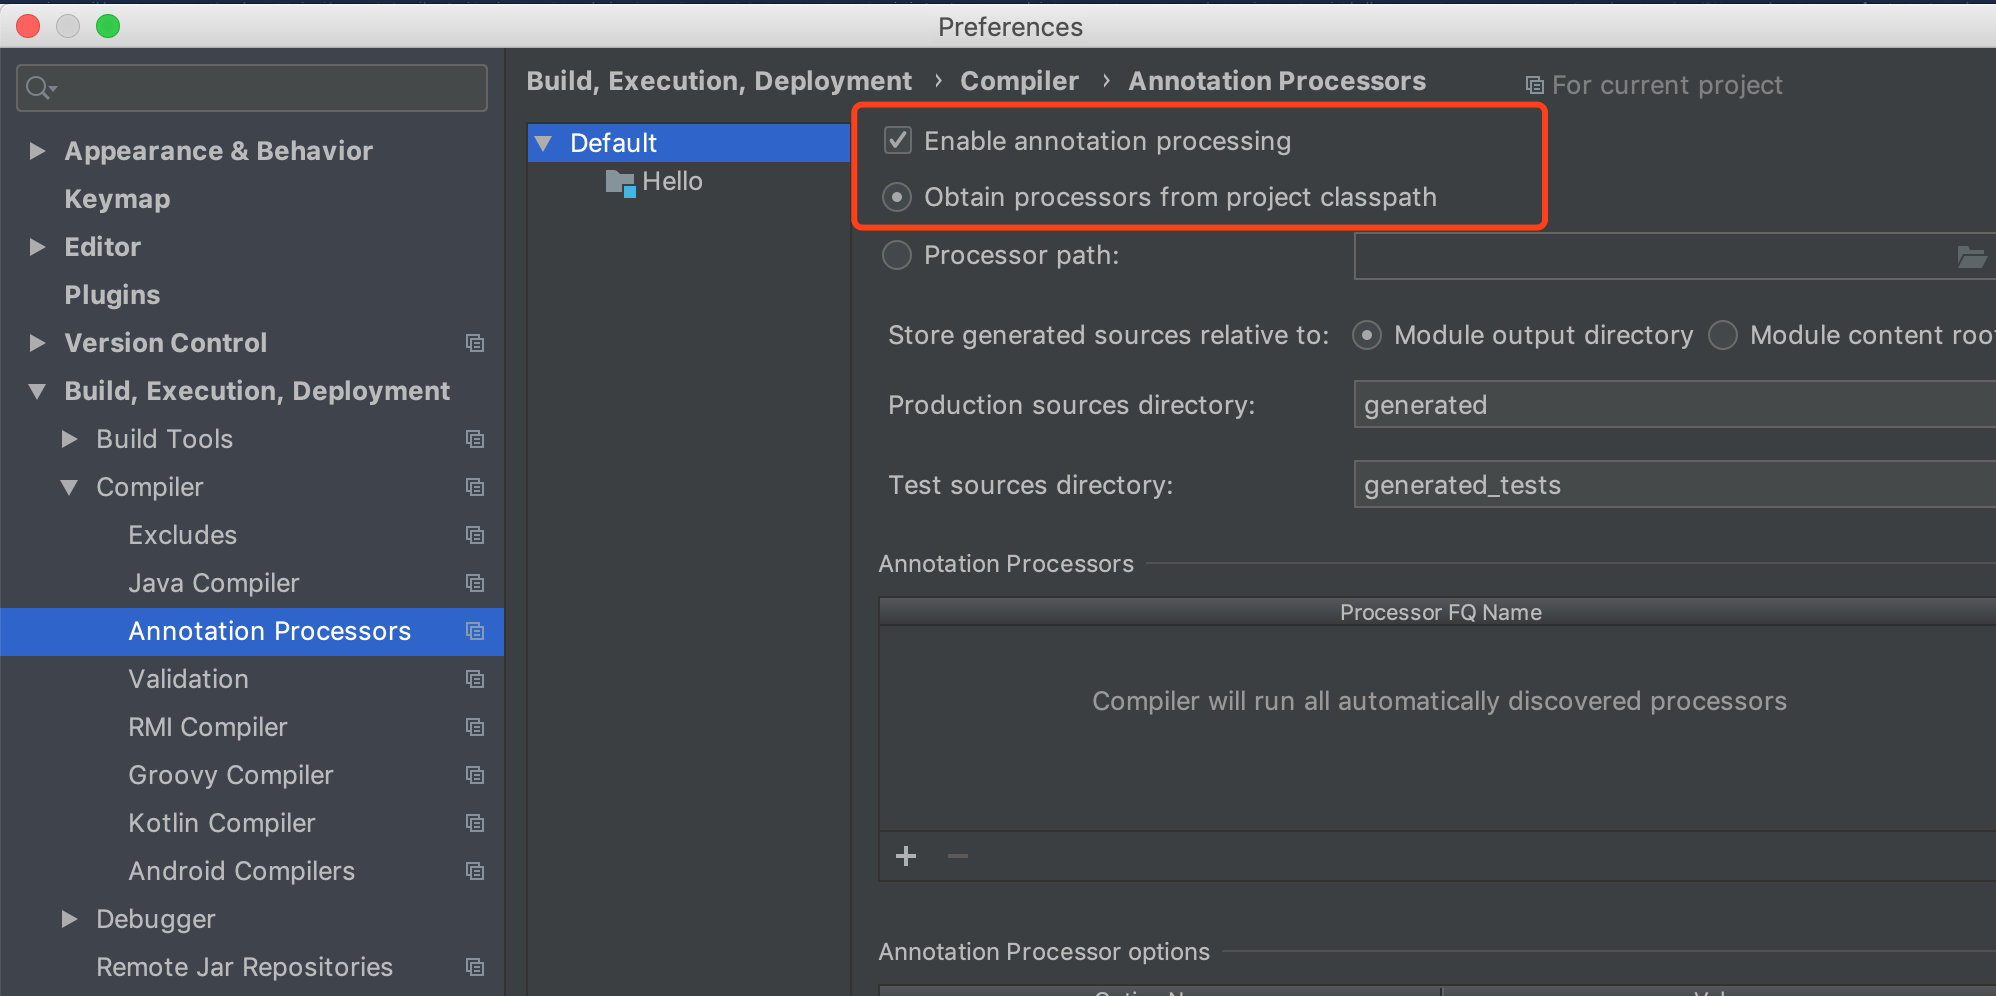 Preferences
Appearance & Behavior
Keymap
Editor
Plugins
Version Control
Build, Execution, Deployment
Build Tools
Compiler
Excludes
Java Compiler
Annotation Processors
Validation
RMI Compiler
Groovy Compiler
Kotlin Compiler
Android Compilers
Debugger
Remote Jar Repositories
Build, Execution, Deployment › Compiler › Annotation Processors
For current project
Default
Hello
Enable annotation processing
Obtain processors from project classpath
Processor path:
Store generated sources relative to: Module output directory Module content root
Production sources directory: generated
Test sources directory: generated_tests
Annotation Processors
Processor FQ Name
Compiler will run all automatically discovered processors
Annotation Processor options